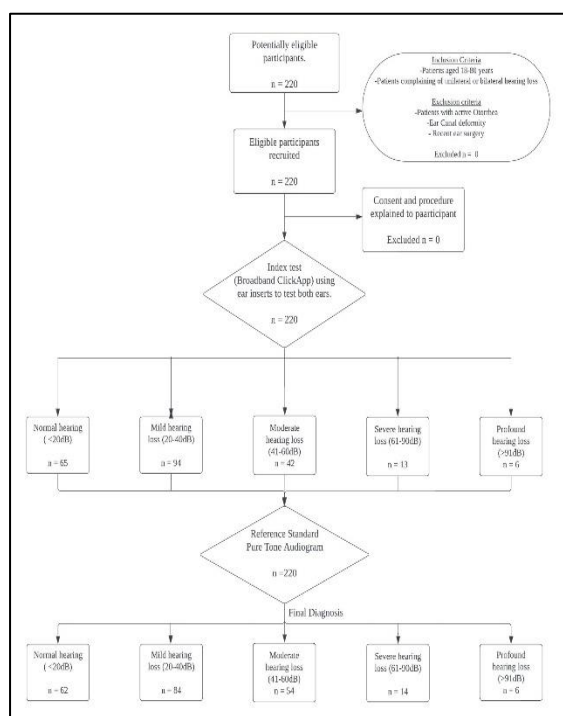 Potentially eligible
participants.
n = 220
Inclusion Criteria
-Patients aged 18-80 years
-Patients complaining of unilateral or bilateral hearing loss
Exclusion criteria
-Patients with active Otorrhea
-Ear Canal deformity
- Recent ear surgery
Excluded n = 0
Eligible participants
recruited
n = 220
Consent and procedure
explained to paarticipant
Excluded n = 0
Index test
(Broadband ClickApp) using
ear inserts to test both ears.
n = 220
Normal hearing
( <20dB)
n = 65
Mild hearing
loss (20-40dB)
n = 94
Moderate
hearing loss
(41-60dB)
n = 42
Severe hearing
loss (61-90dB)
n = 13
Profound
hearing loss
(>91dB)
n = 6
Reference Standard
Pure Tone Audiogram
n =220
Final Diagnosis
Normal hearing
( <20dB)
n = 62
Mild hearing
loss (20-40dB)
n = 84
Moderate
hearing loss
(41-60dB)
n = 54
Severe hearing
loss (61-90dB)
n = 14
Profound
hearing loss
(>91dB)
n = 6